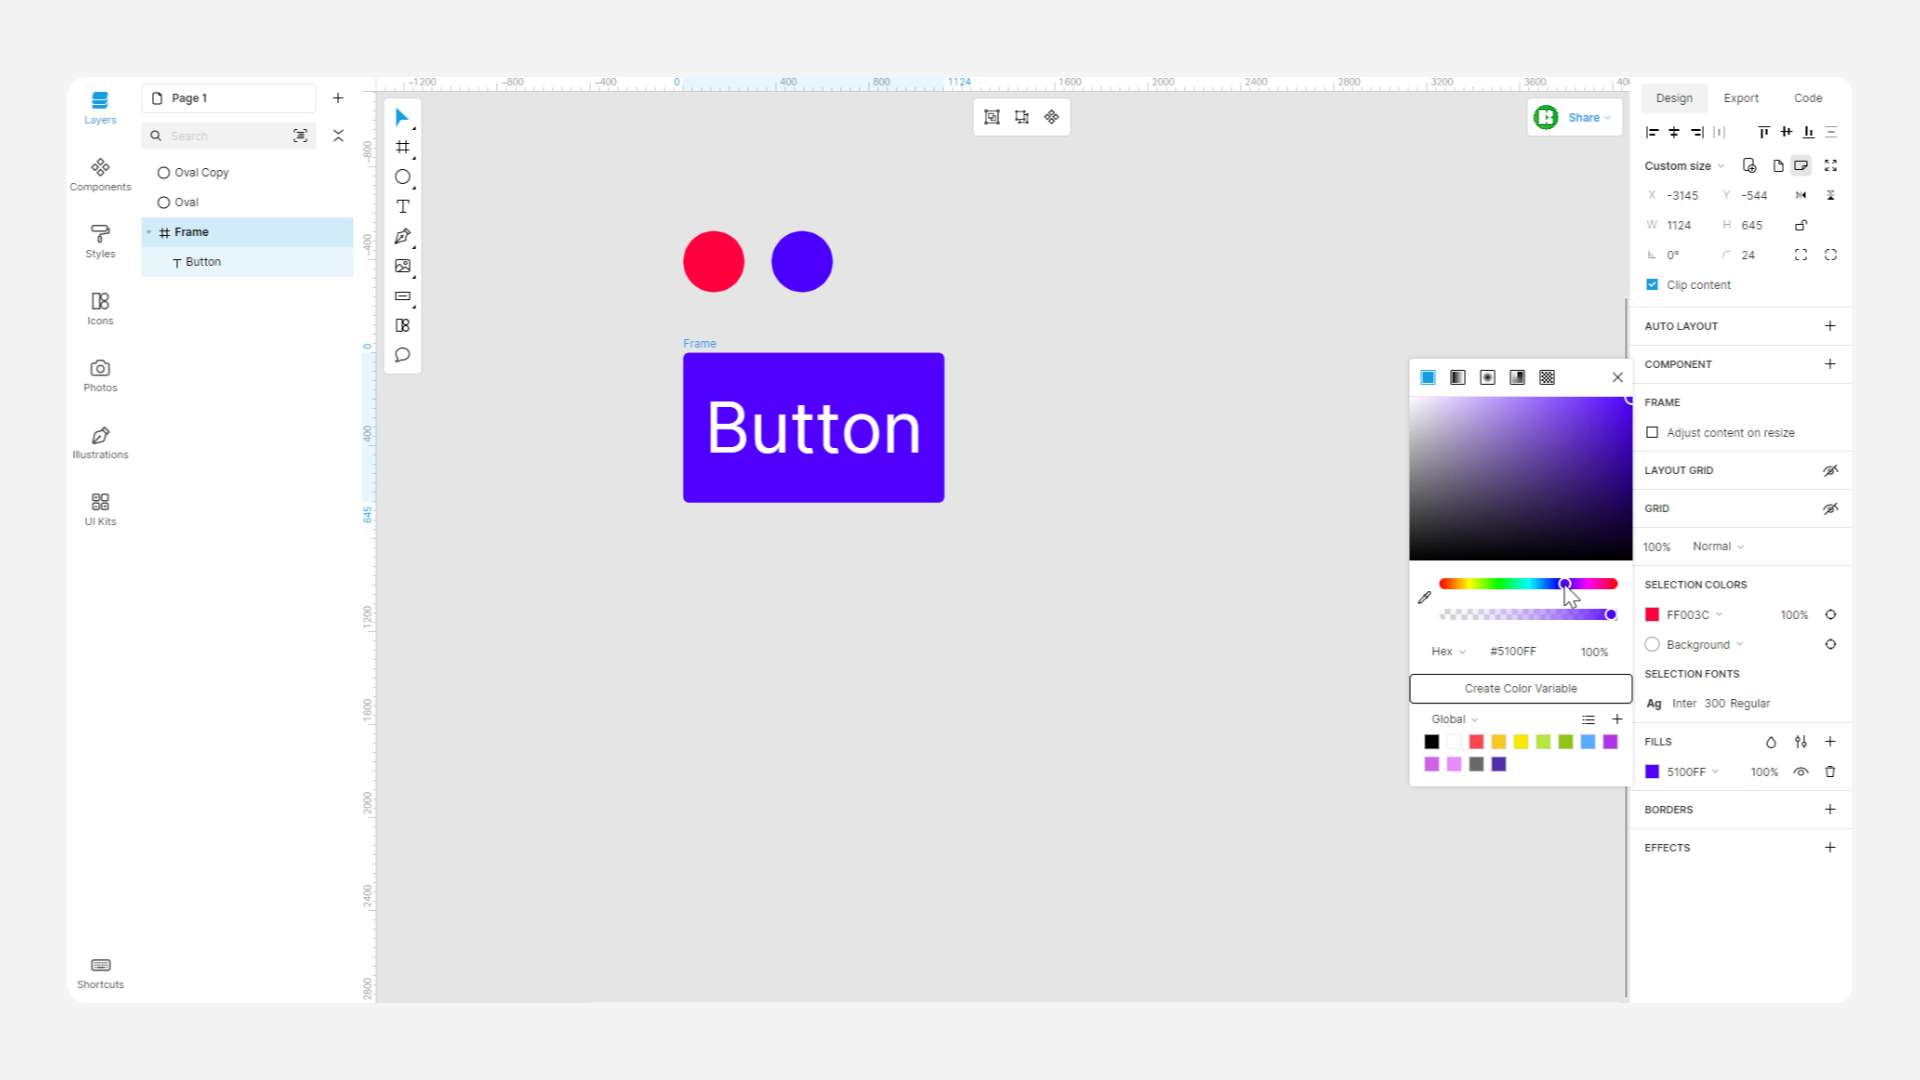 Layers
Components
Styles
Icons
Photos
Illustrations
UI Kits
Shortcuts
Page 1
Search
Oval Copy
Oval
Frame
Button
-1200
-800
-400
0
400
800
1124
1600
2000
2400
2800
3200
3600
-800
-400
0
400
645
1200
1600
2000
2400
2800
Share
Frame
Button
Hex
#5100FF
100%
Create Color Variable
Global
Design
Export
Code
Custom size
X -3145
Y -544
W 1124
H 645
0°
24
Clip content
AUTO LAYOUT
COMPONENT
FRAME
Adjust content on resize
LAYOUT GRID
GRID
100% Normal
SELECTION COLORS
FF003C 100%
Background
SELECTION FONTS
Ag Inter 300 Regular
FILLS
5100FF 100%
BORDERS
EFFECTS